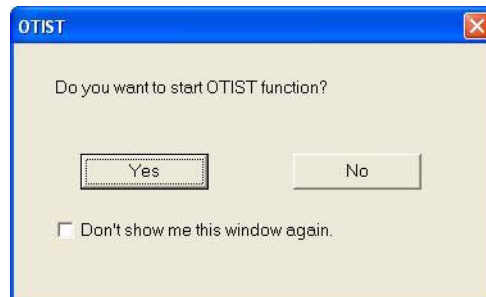 OTIST
Do you want to start OTIST function?
Yes No
Don't show me this window again.